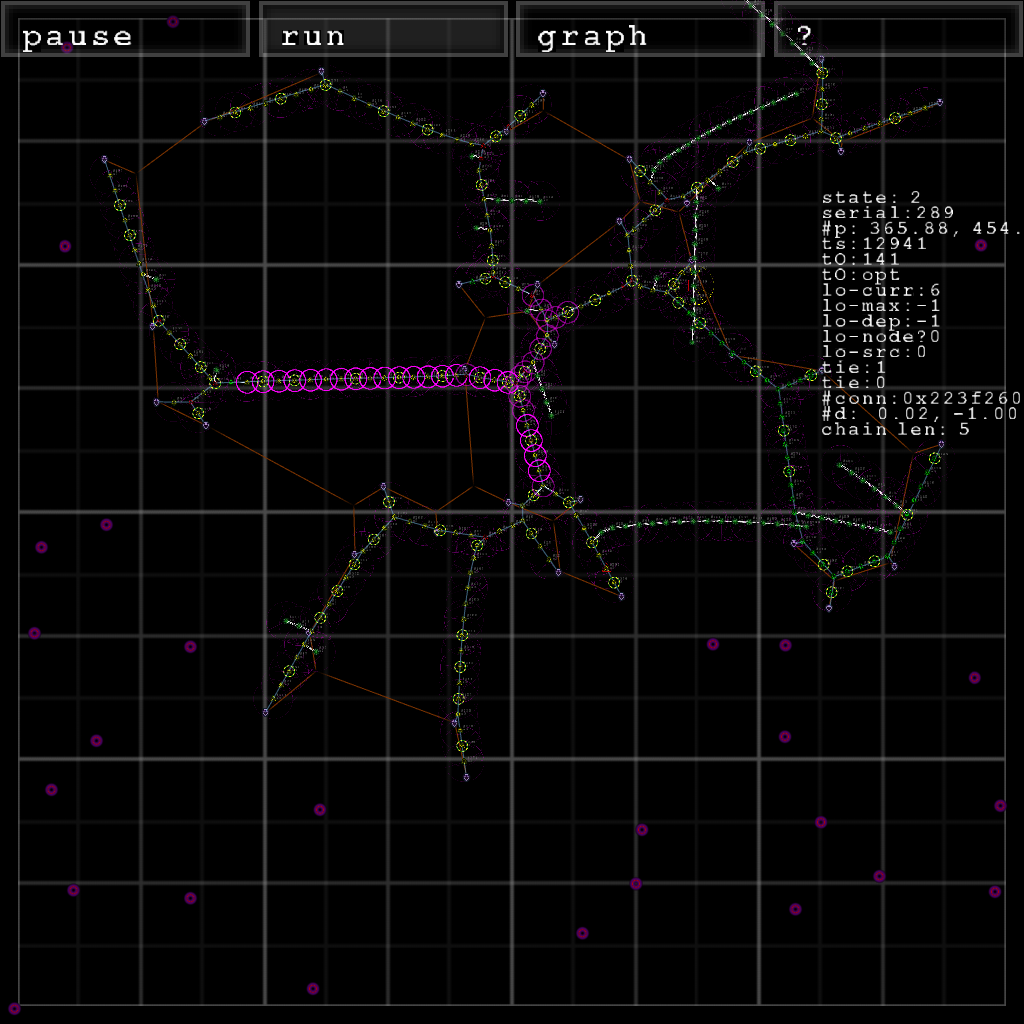 pause
run
graph
?
state: 2
serial:289
#p: 365.88, 454.
ts:12941
t0:141
t0:opt
lo-curr:6
lo-max:-1
lo-dep:-1
lo-node?0
lo-src:0
tie:1
tie:0
#conn:0x223f260
#d: 0.02, -1.00
chain len: 5